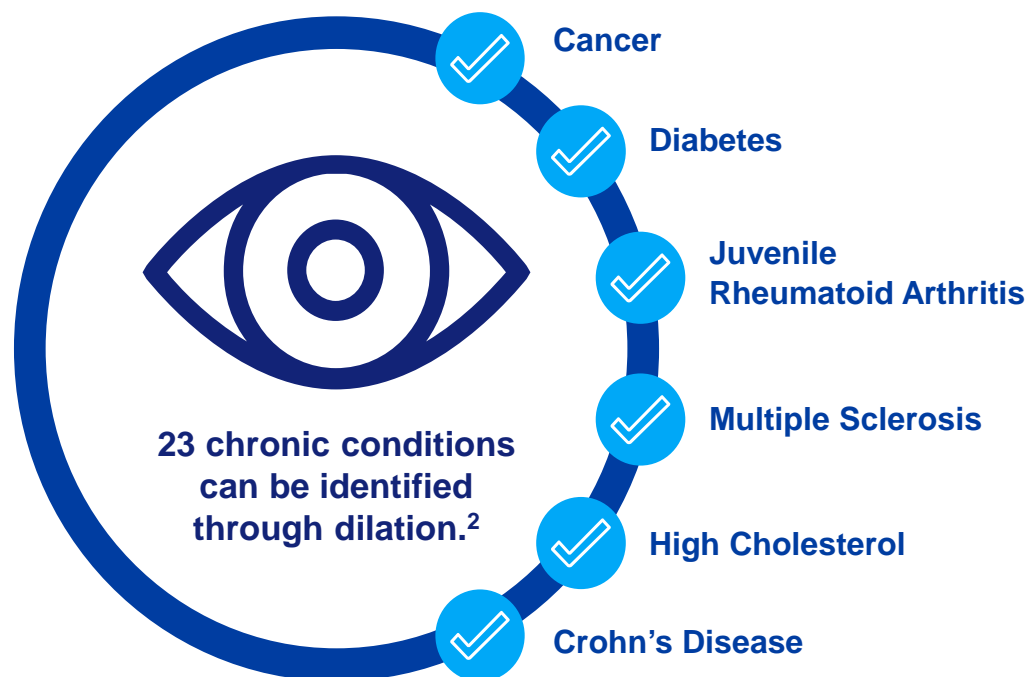 Cancer
Diabetes
Juvenile
Rheumatoid Arthritis
Multiple Sclerosis
High Cholesterol
Crohn’s Disease
23 chronic conditions
can be identified
through dilation.²